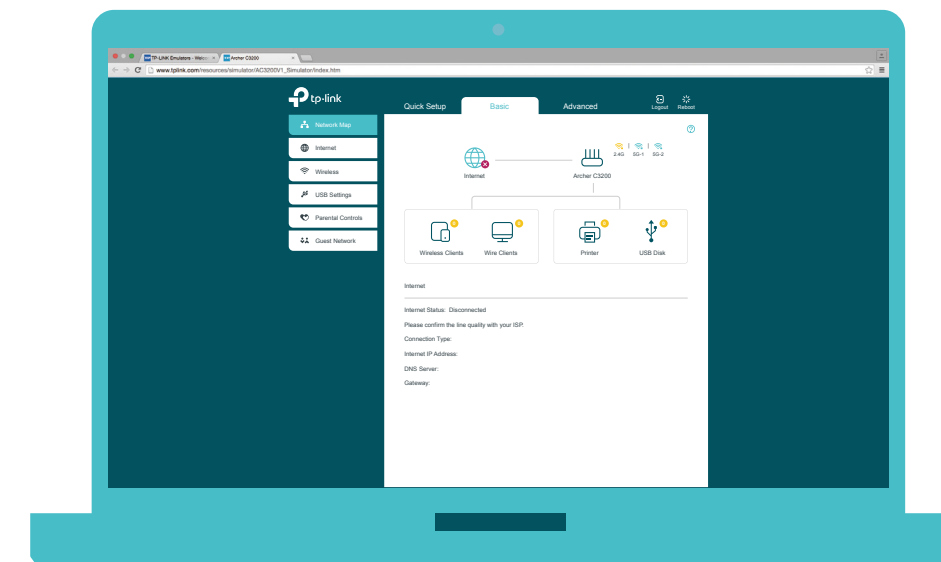 TP-LINK Emulators - Welco
Archer C3200
www.tplink.com/resources/simulator/AC3200V1_Simulator/index.htm
tp-link
Quick Setup
Basic
Advanced
Logout
Reboot
Network Map
Internet
Wireless
USB Settings
Parental Controls
Guest Network
Internet
Archer C3200
2.4G
5G-1
5G-2
Wireless Clients
Wire Clients
Printer
USB Disk
Internet
Internet Status: Disconnected
Please confirm the line quality with your ISP.
Connection Type:
Internet IP Address:
DNS Server:
Gateway: